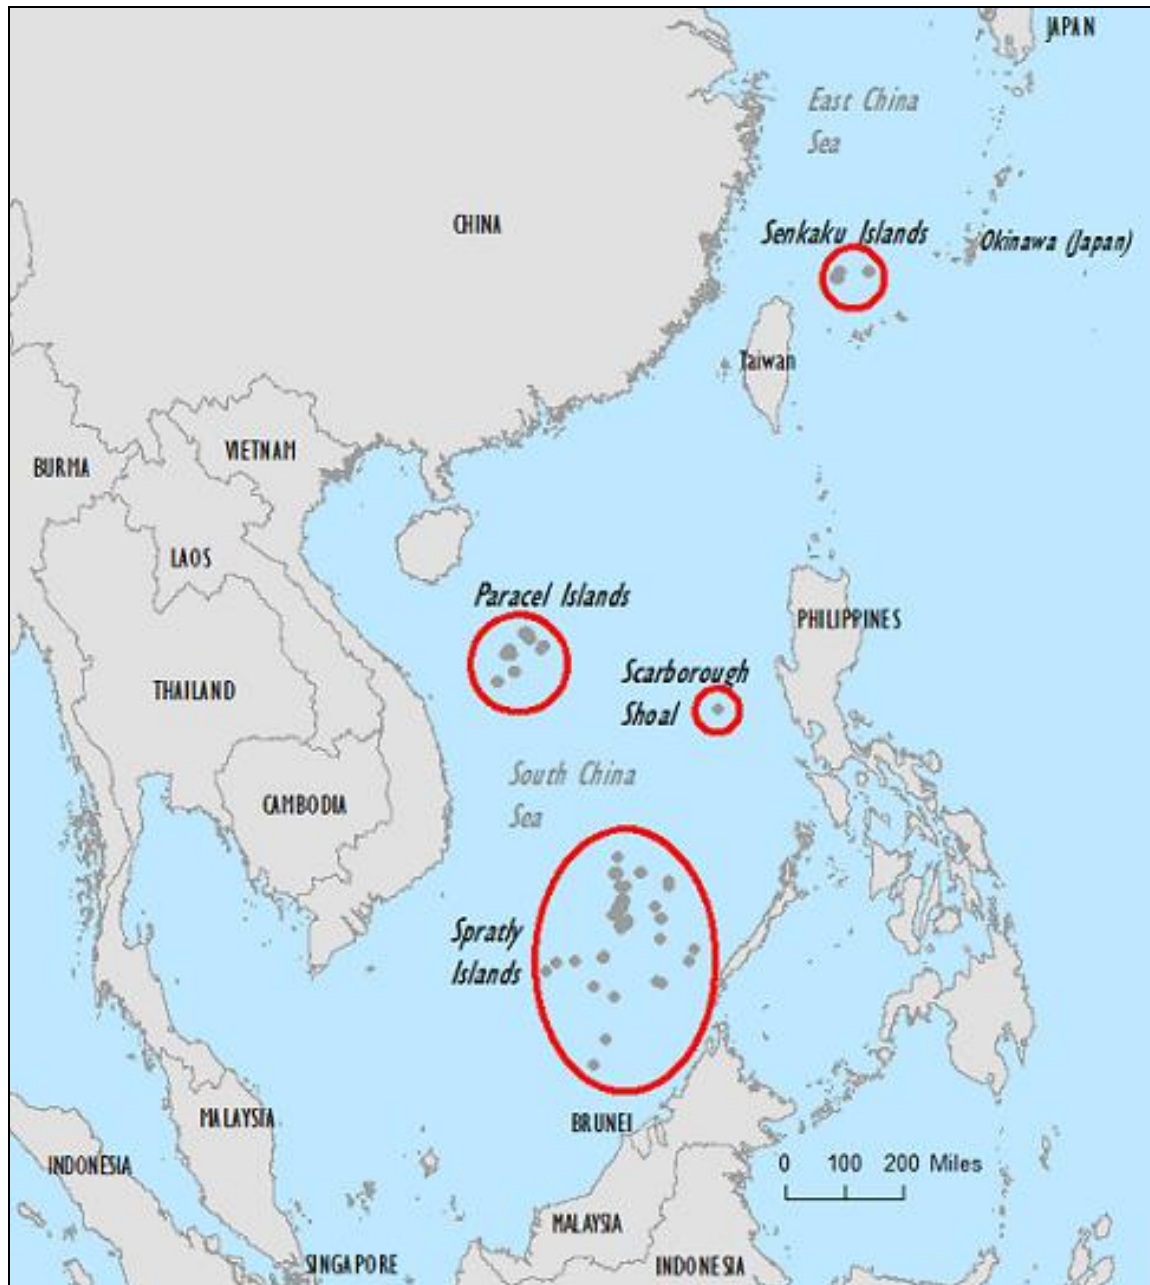 JAPAN
East China
Sea
CHINA
Senkaku Islands
Okinawa (Japan)
Taiwan
VIETNAM
BURMA
LAOS
Paracel Islands
PHILIPPINES
Scarborough
Shoal
THAILAND
South China
Sea
CAMBODIA
Spratly
Islands
MALAYSIA
BRUNEI
INDONESIA
0 100 200 Miles
MALAYSIA
SINGAPORE
INDONESIA